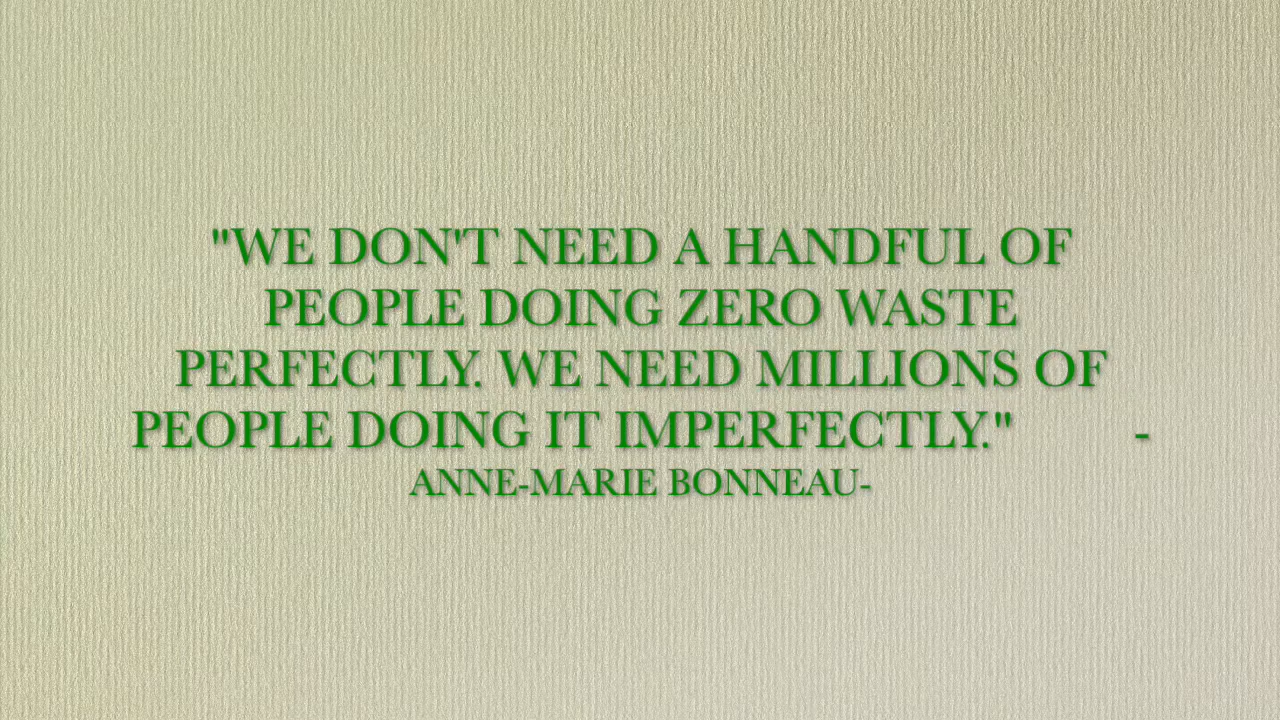 "WE DON'T NEED A HANDFUL OF
PEOPLE DOING ZERO WASTE
PERFECTLY. WE NEED MILLIONS OF
PEOPLE DOING IT IMPERFECTLY." -
ANNE-MARIE BONNEAU-